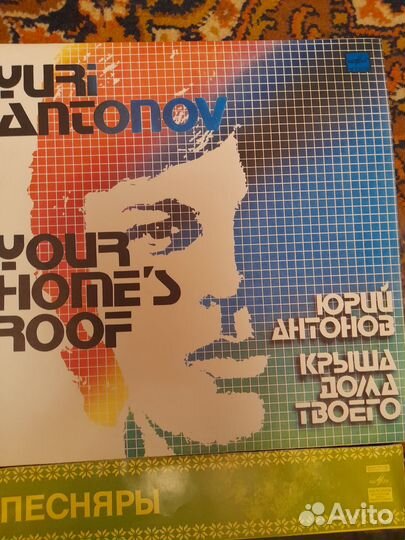 YURI
ANTONOV
YOUR
HOME'S
ROOF
ЮРИЙ
АНТОНОВ
КРЫША
ДОМА
ТВОЕГО
ПЕСНЯРЫ
Avito